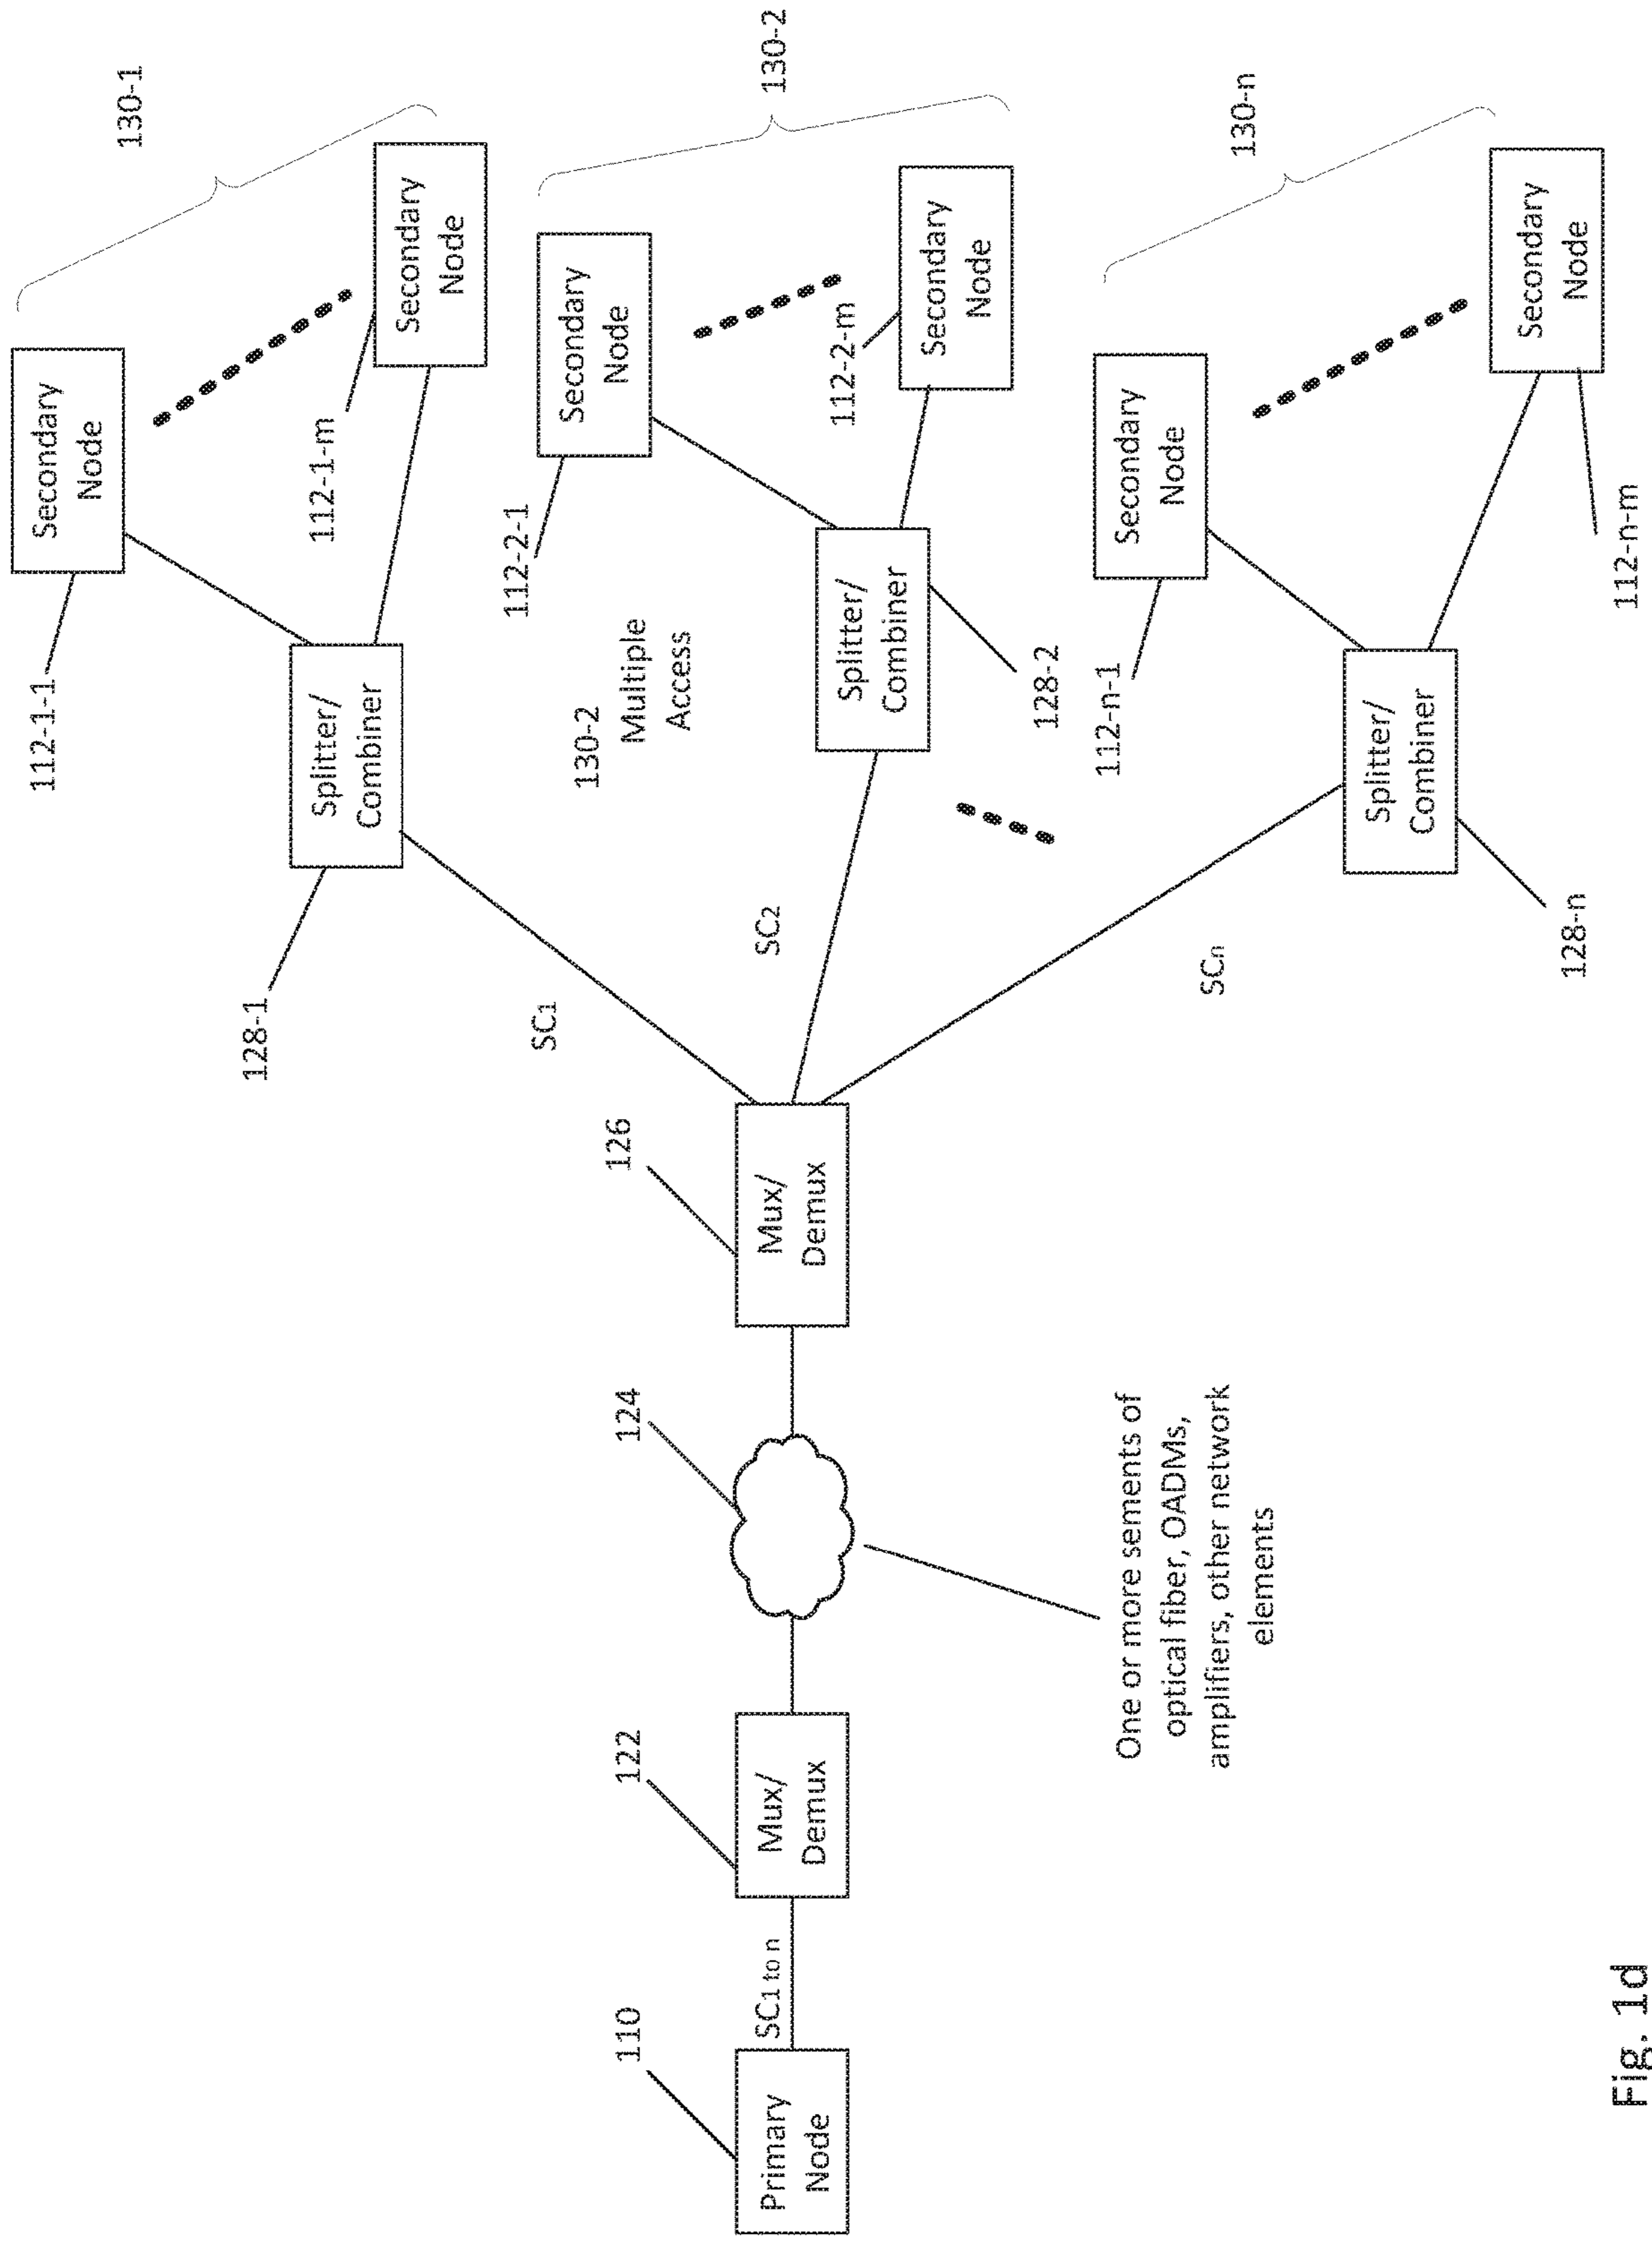 130-1
130-2
130-n
Secondary
Node
112-1-1
Secondary
Node
112-1-m
Splitter/
Combiner
128-1
SC1
Secondary
Node
112-2-1
Secondary
Node
112-2-m
130-2
Multiple
Access
Splitter/
Combiner
128-2
SC2
Secondary
Node
112-n-1
Secondary
Node
112-n-m
Splitter/
Combiner
128-n
SCn
126
Mux/
Demux
124
One or more sements of
optical fiber, OADMs,
amplifiers, other network
elements
122
Mux/
Demux
SC1 to n
110
Primary
Node
Fig. 1d